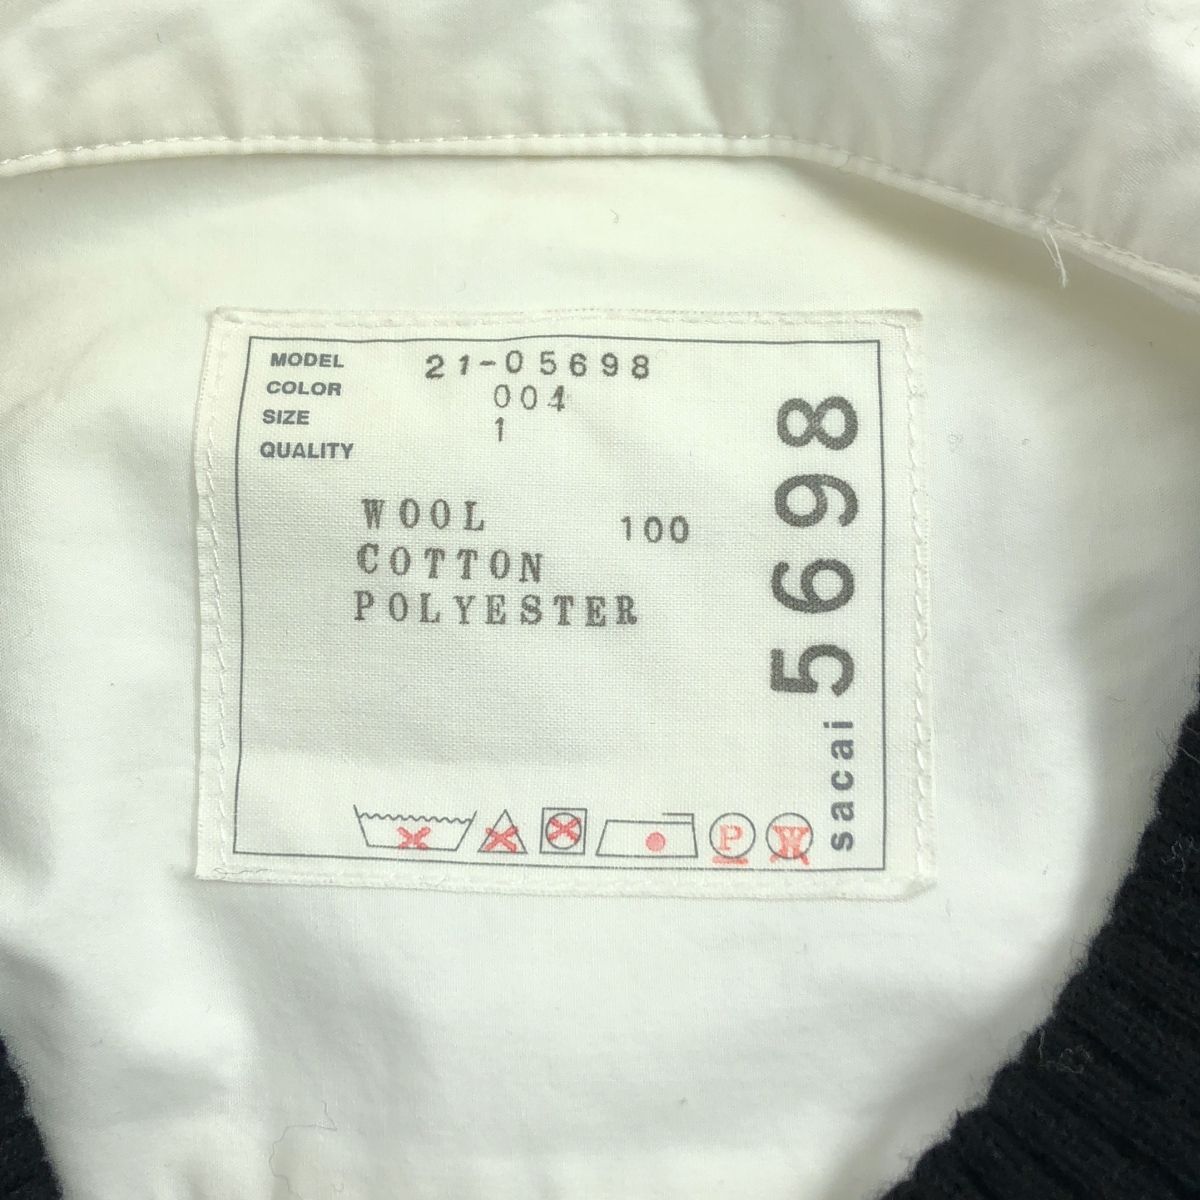 MODEL 21-05698
COLOR 004
SIZE 1
QUALITY
WOOL 100
COTTON
POLYESTER
sacai 5698
P W